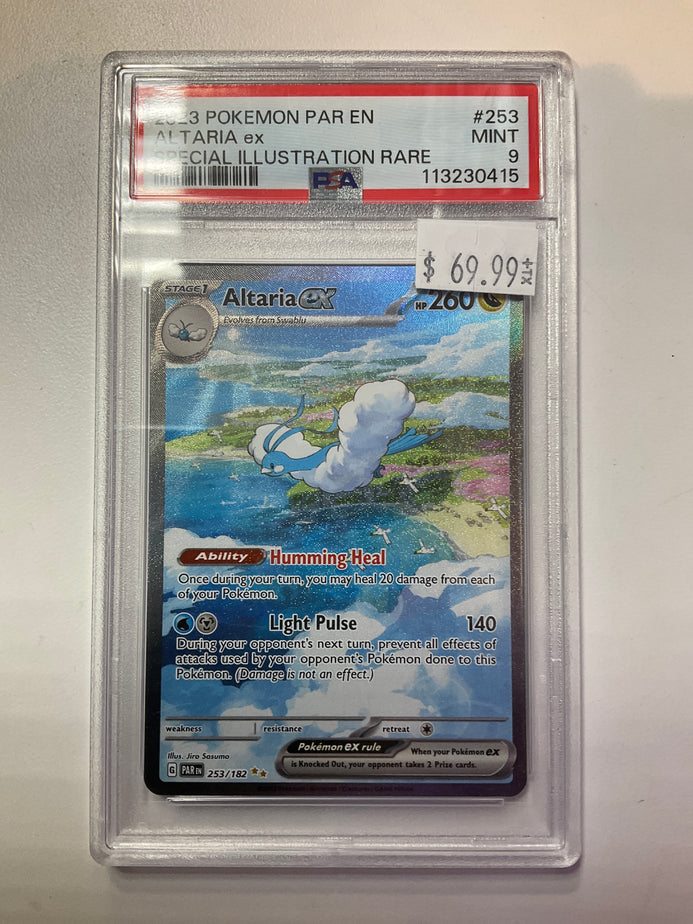 2023 POKEMON PAR EN #253
ALTARIA ex MINT
SPECIAL ILLUSTRATION RARE 9
PSA 113230415
$ 69.99 +TX
STAGE 1 Altaria ex HP 260
Evolves from Swablu
Ability Humming Heal
Once during your turn, you may heal 20 damage from each
of your Pokémon.
Light Pulse 140
During your opponent's next turn, prevent all effects of
attacks used by your opponent's Pokémon done to this
Pokémon. (Damage is not an effect.)
weakness resistance retreat
Pokémon ex rule When your Pokémon ex
is Knocked Out, your opponent takes 2 Prize cards.
Illus. Jiro Sasumo
G PAR EN 253/182